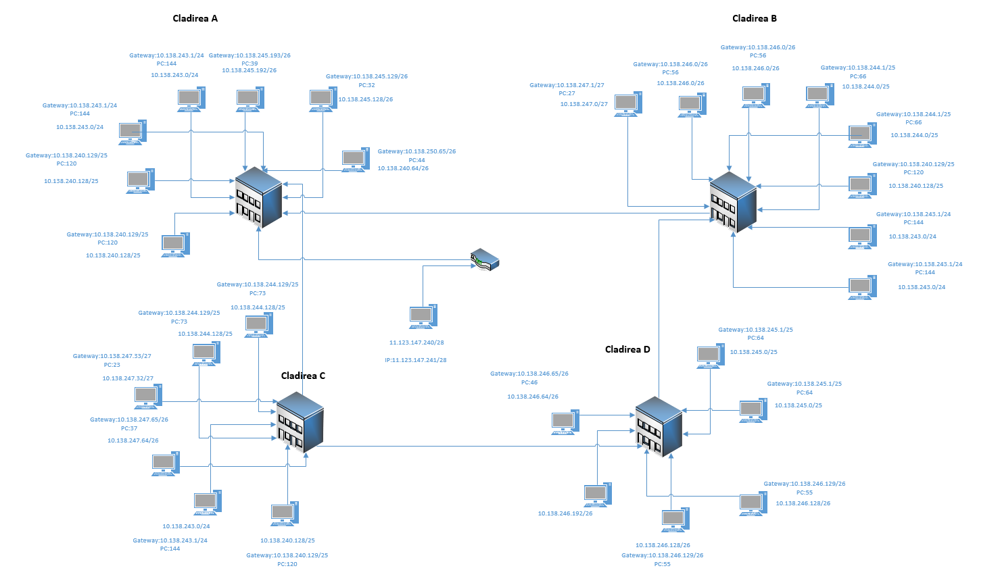 Cladirea A
Gateway:10.138.243.1/24
PC:144
10.138.243.0/24
Gateway:10.138.245.193/26
PC:39
10.138.245.192/26
Gateway:10.138.245.129/26
PC:32
10.138.245.128/26
Gateway:10.138.243.1/24
PC:144
10.138.243.0/24
Gateway:10.138.240.129/25
PC:120
10.138.240.128/25
Gateway:10.138.250.65/26
PC:44
10.138.240.64/26
Gateway:10.138.240.129/25
PC:120
10.138.240.128/25
Cladirea B
Gateway:10.138.246.0/26
PC:56
10.138.246.0/26
Gateway:10.138.246.0/26
PC:56
10.138.246.0/26
Gateway:10.138.244.1/25
PC:66
10.138.244.0/25
Gateway:10.138.247.1/27
PC:27
10.138.247.0/27
Gateway:10.138.244.1/25
PC:66
10.138.244.0/25
Gateway:10.138.240.129/25
PC:120
10.138.240.128/25
Gateway:10.138.243.1/24
PC:144
10.138.243.0/24
Gateway:10.138.243.1/24
PC:144
10.138.243.0/24
11.123.147.240/28
IP:11.123.147.241/28
Gateway:10.138.244.129/25
PC:73
10.138.244.128/25
Gateway:10.138.244.129/25
PC:73
10.138.244.128/25
Gateway:10.138.247.33/27
PC:23
10.138.247.32/27
Cladirea C
Gateway:10.138.247.65/26
PC:37
10.138.247.64/26
10.138.243.0/24
Gateway:10.138.243.1/24
PC:144
10.138.240.128/25
Gateway:10.138.240.129/25
PC:120
Cladirea D
Gateway:10.138.245.1/25
PC:64
10.138.245.0/25
Gateway:10.138.246.65/26
PC:46
10.138.246.64/26
Gateway:10.138.245.1/25
PC:64
10.138.245.0/25
10.138.246.192/26
Gateway:10.138.246.129/26
PC:55
10.138.246.128/26
10.138.246.128/26
Gateway:10.138.246.129/26
PC:55